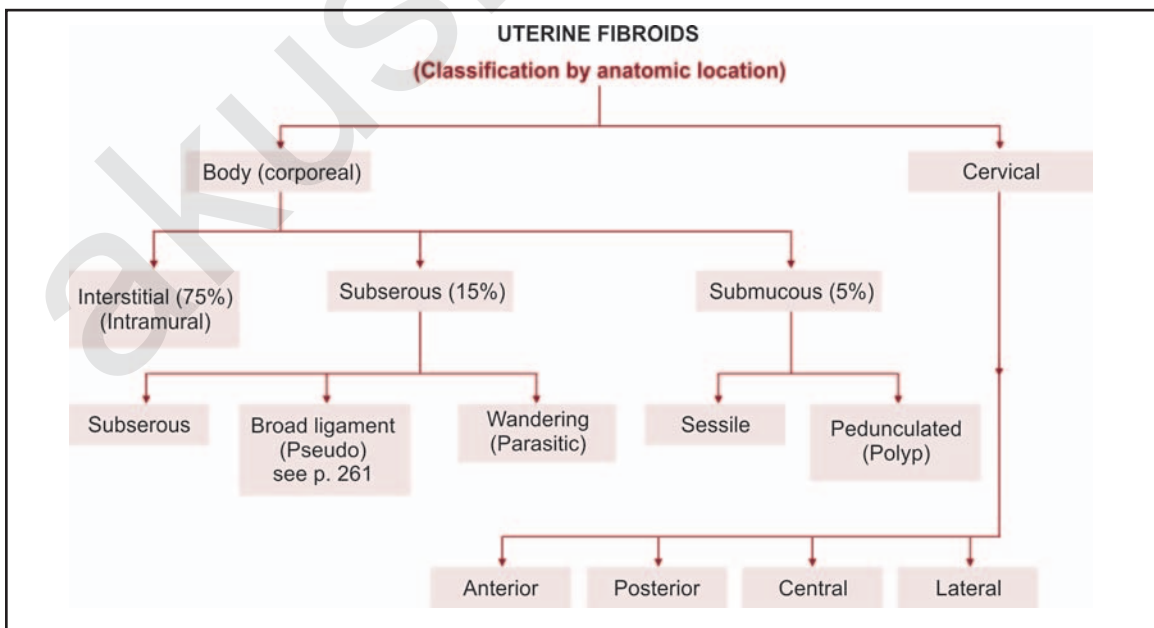 UTERINE FIBROIDS
(Classification by anatomic location)
Body (corporeal)
Cervical
Interstitial (75%)
(Intramural)
Subserous (15%)
Submucous (5%)
Subserous
Broad ligament
(Pseudo)
see p. 261
Wandering
(Parasitic)
Sessile
Pedunculated
(Polyp)
Anterior
Posterior
Central
Lateral